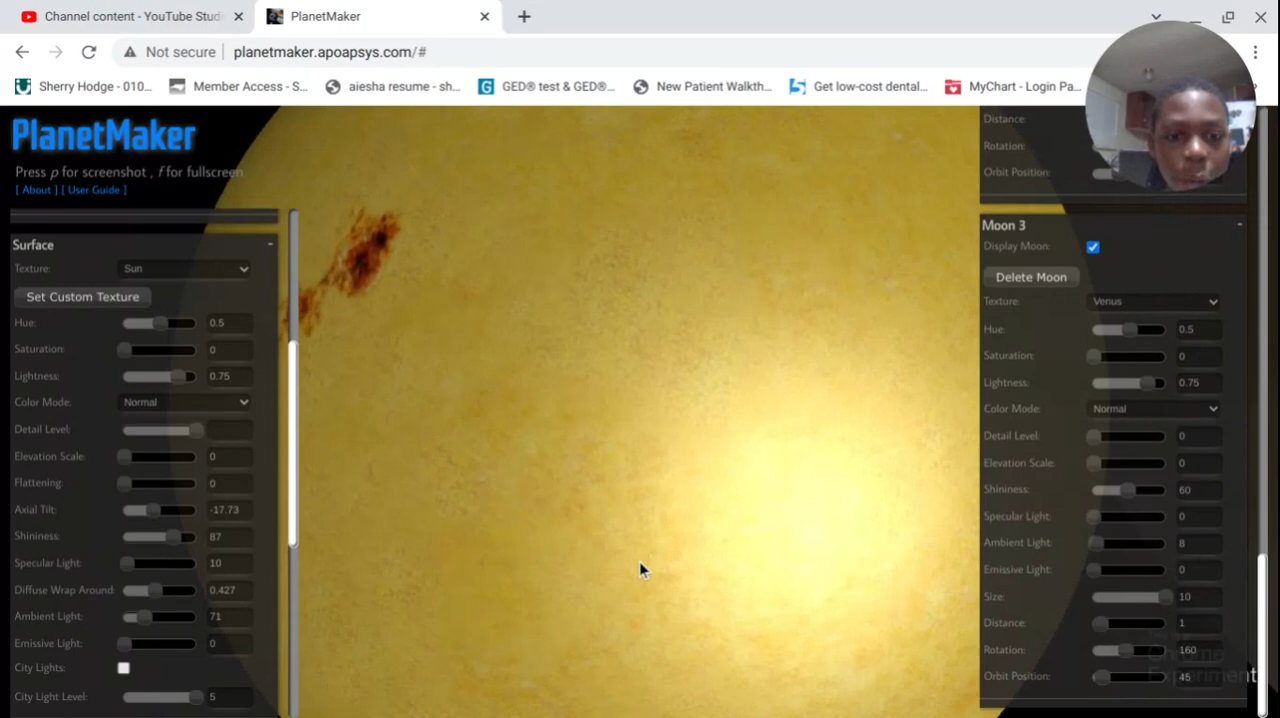 Channel content - YouTube Stud
PlanetMaker
Not secure
planetmaker.apoapsys.com/#
Sherry Hodge - 010...
Member Access - S...
aiesha resume - sh...
GED® test & GED®...
New Patient Walkth...
Get low-cost dental...
MyChart - Login Pa...
PlanetMaker
Press p for screenshot , f for fullscreen
[ About ] [ User Guide ]
Surface
Texture: Sun
Set Custom Texture
Hue: 0.5
Saturation: 0
Lightness: 0.75
Color Mode: Normal
Detail Level:
Elevation Scale: 0
Flattening: 0
Axial Tilt: -17.73
Shininess: 87
Specular Light: 10
Diffuse Wrap Around: 0.427
Ambient Light: 71
Emissive Light: 0
City Lights:
City Light Level: 5
Distance:
Rotation:
Orbit Position:
Moon 3
Display Moon:
Delete Moon
Texture: Venus
Hue: 0.5
Saturation: 0
Lightness: 0.75
Color Mode: Normal
Detail Level: 0
Elevation Scale: 0
Shininess: 60
Specular Light: 0
Ambient Light: 8
Emissive Light: 0
Size: 10
Distance: 1
Rotation: 160
Orbit Position: 45
Chrome
Experiment